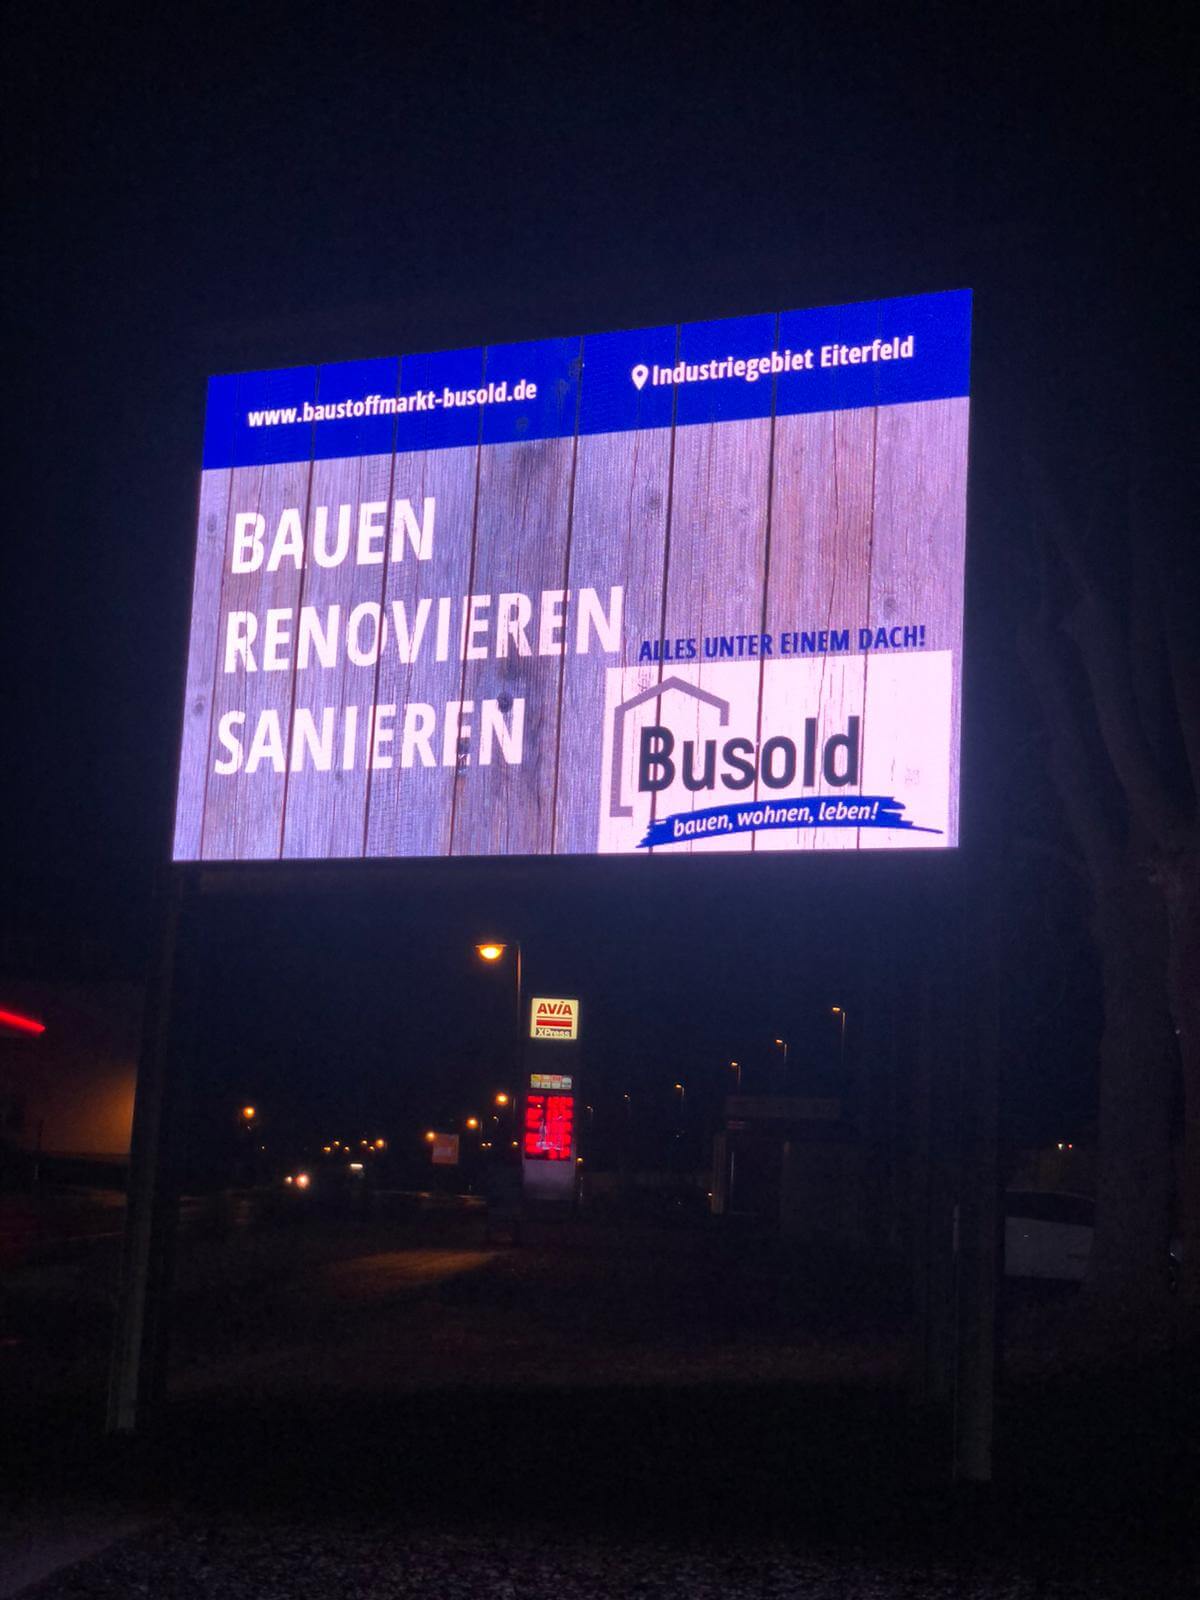 www.baustoffmarkt-busold.de
Industriegebiet Eiterfeld
BAUEN
RENOVIEREN
SANIEREN
ALLES UNTER EINEM DACH!
Busold
bauen, wohnen, leben!
AVIA
XPress